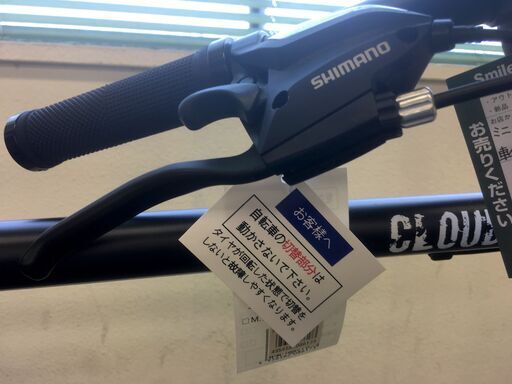 SHIMANO
お客様へ
自転車の切替部分は
動かさないで下さい。
タイヤが回転した状態で切替を
しないと故障しやすくなります。
CLOUD
Smile
お売りください